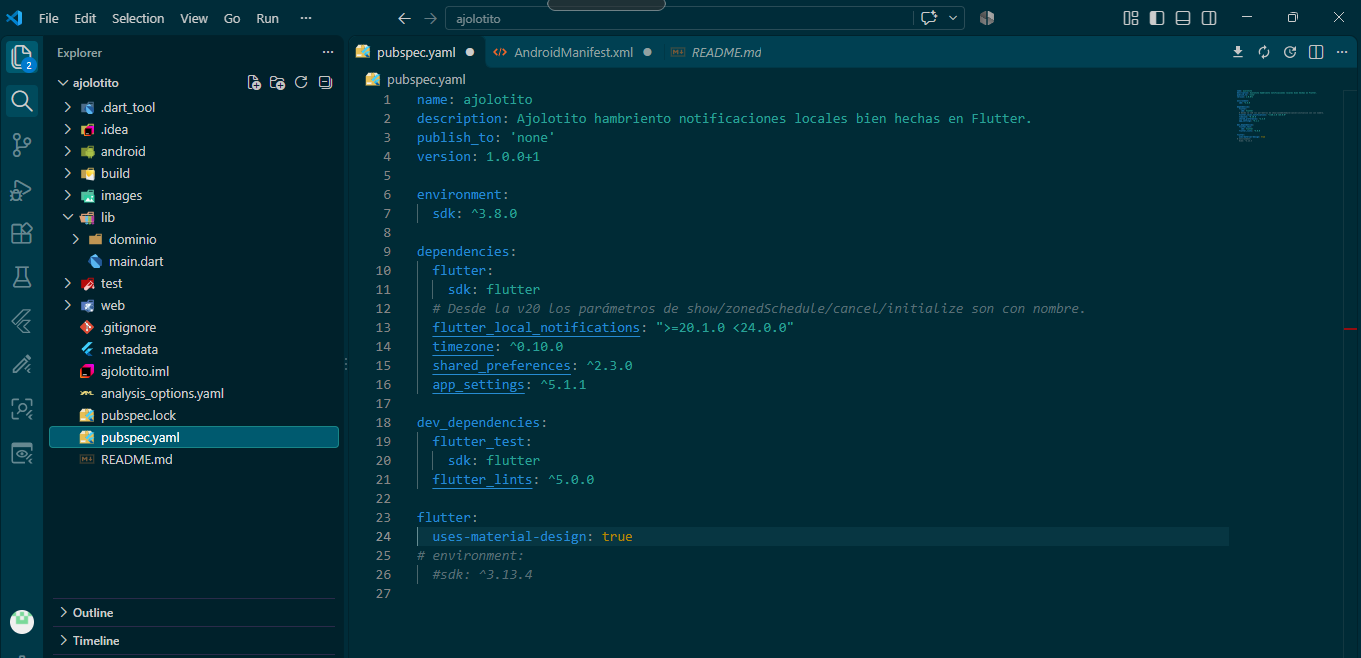 File Edit Selection View Go Run ··· ajolotito
Explorer ···
pubspec.yaml AndroidManifest.xml README.md ···
ajolotito
pubspec.yaml
.dart_tool
.idea
android
build
images
lib
dominio
main.dart
test
web
.gitignore
.metadata
ajolotito.iml
analysis_options.yaml
pubspec.lock
pubspec.yaml
README.md
Outline
Timeline
2
1 name: ajolotito
2 description: Ajolotito hambriento notificaciones locales bien hechas en Flutter.
3 publish_to: 'none'
4 version: 1.0.0+1
5
6 environment:
7 sdk: ^3.8.0
8
9 dependencies:
10 flutter:
11 sdk: flutter
12 # Desde la v20 los parámetros de show/zonedSchedule/cancel/initialize son con nombre.
13 flutter_local_notifications: ">=20.1.0 <24.0.0"
14 timezone: ^0.10.0
15 shared_preferences: ^2.3.0
16 app_settings: ^5.1.1
17
18 dev_dependencies:
19 flutter_test:
20 sdk: flutter
21 flutter_lints: ^5.0.0
22
23 flutter:
24 uses-material-design: true
25 # environment:
26 #sdk: ^3.13.4
27